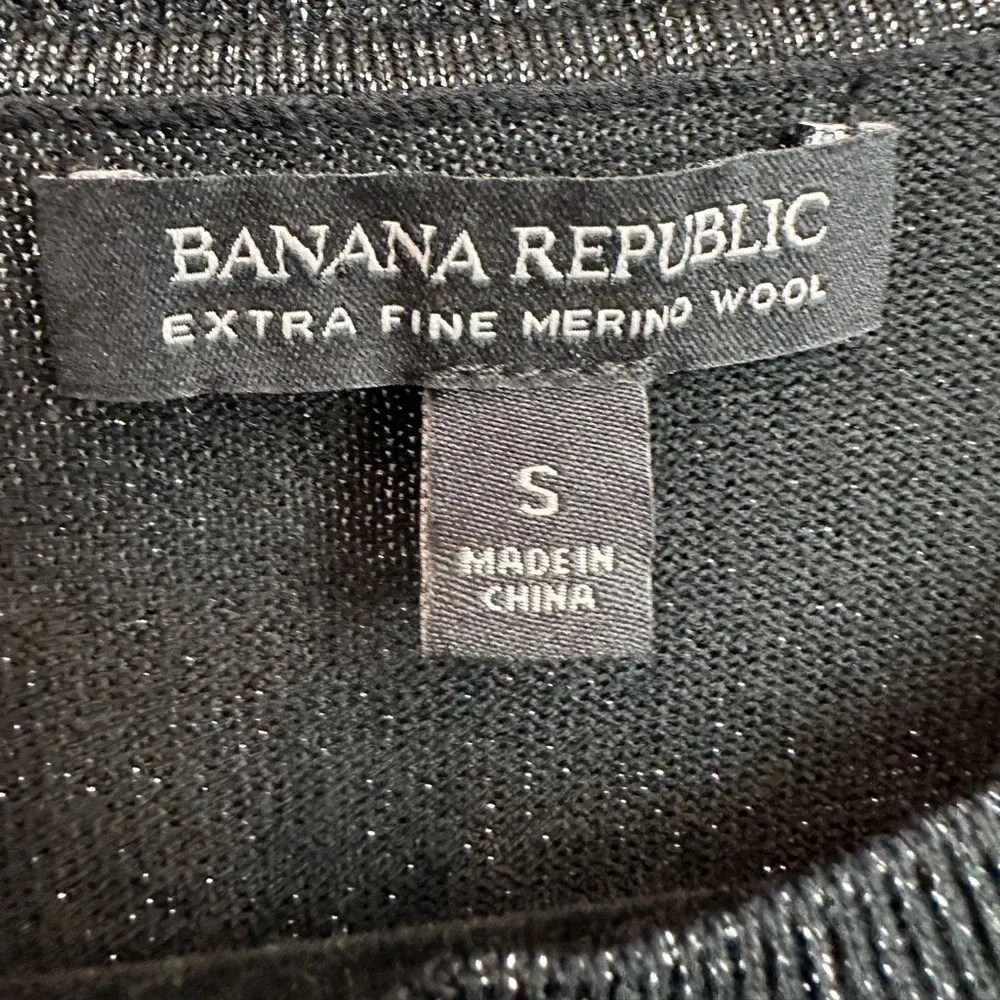 BANANA REPUBLIC
EXTRA FINE MERINO WOOL
S
MADE IN
CHINA